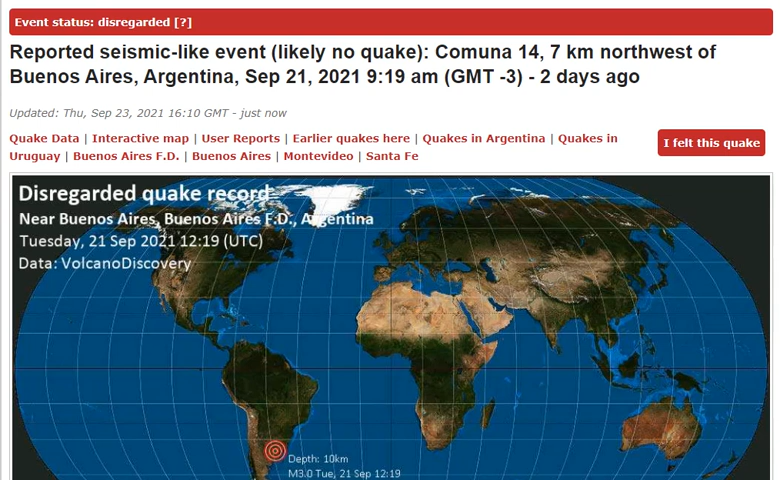 Event status: disregarded [?]
Reported seismic-like event (likely no quake): Comuna 14, 7 km northwest of
Buenos Aires, Argentina, Sep 21, 2021 9:19 am (GMT -3) - 2 days ago
Updated: Thu, Sep 23, 2021 16:10 GMT - just now
Quake Data | Interactive map | User Reports | Earlier quakes here | Quakes in Argentina | Quakes in
Uruguay | Buenos Aires F.D. | Buenos Aires | Montevideo | Santa Fe
I felt this quake
Disregarded quake record
Near Buenos Aires, Buenos Aires F.D., Argentina
Tuesday, 21 Sep 2021 12:19 (UTC)
Data: VolcanoDiscovery
Depth: 10km
M3.0 Tue, 21 Sep 12:19